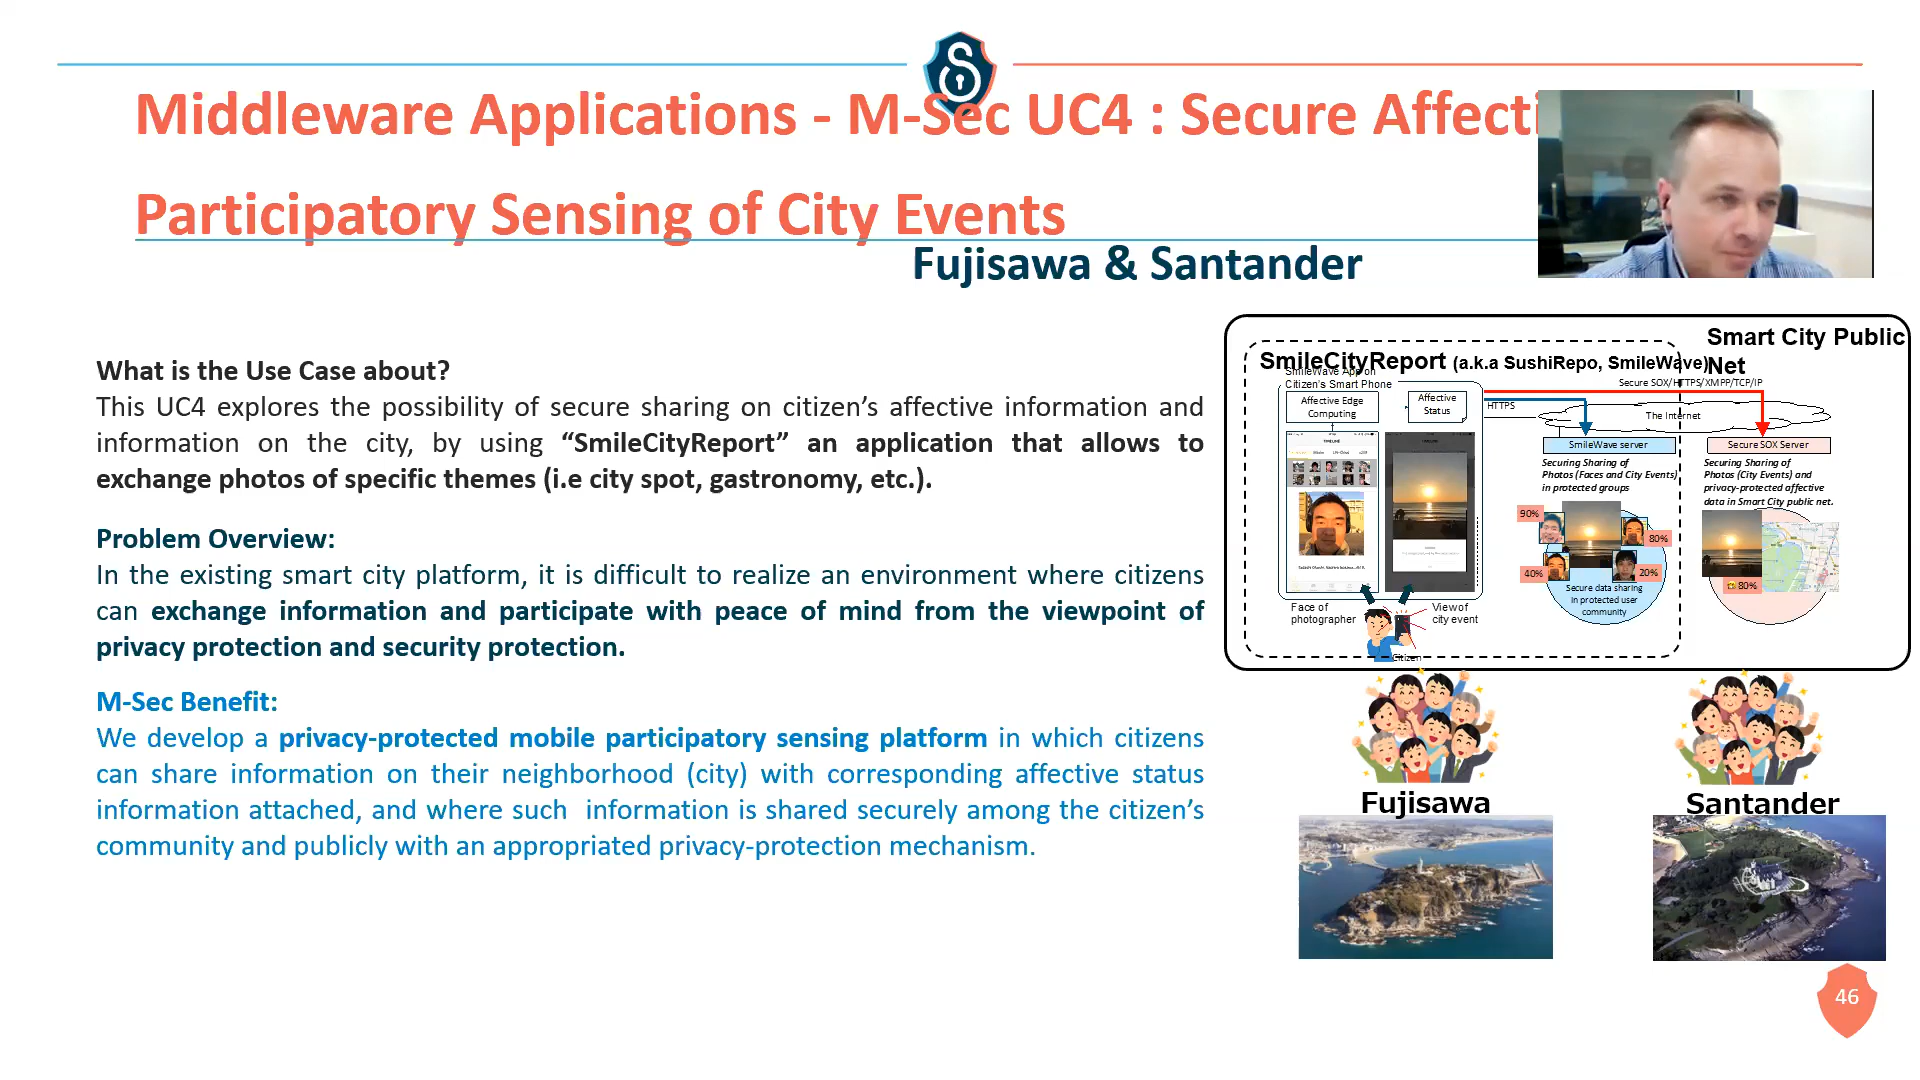 Middleware Applications - M-Sec UC4 : Secure Affecti
Participatory Sensing of City Events
Fujisawa & Santander
What is the Use Case about?
This UC4 explores the possibility of secure sharing on citizen’s affective information and
information on the city, by using “SmileCityReport” an application that allows to
exchange photos of specific themes (i.e city spot, gastronomy, etc.).
Problem Overview:
In the existing smart city platform, it is difficult to realize an environment where citizens
can exchange information and participate with peace of mind from the viewpoint of
privacy protection and security protection.
M-Sec Benefit:
We develop a privacy-protected mobile participatory sensing platform in which citizens
can share information on their neighborhood (city) with corresponding affective status
information attached, and where such information is shared securely among the citizen’s
community and publicly with an appropriated privacy-protection mechanism.
Smart City Public
Net
SmileCityReport (a.k.a SushiRepo, SmileWave)
SmileWave App on
Citizen's Smart Phone
Secure SOX/HTTPS/XMPP/TCP/IP
Affective Edge
Computing
Affective
Status
HTTPS
The Internet
SmileWave server
Secure SOX Server
Securing Sharing of
Photos (Faces and City Events)
in protected groups
Securing Sharing of
Photos (City Events) and
privacy-protected affective
data in Smart City public net.
TIMELINE
90%
80%
40%
20%
80%
Secure data sharing
in protected user
community
Face of
photographer
View of
city event
Citizen
Fujisawa
Santander
46